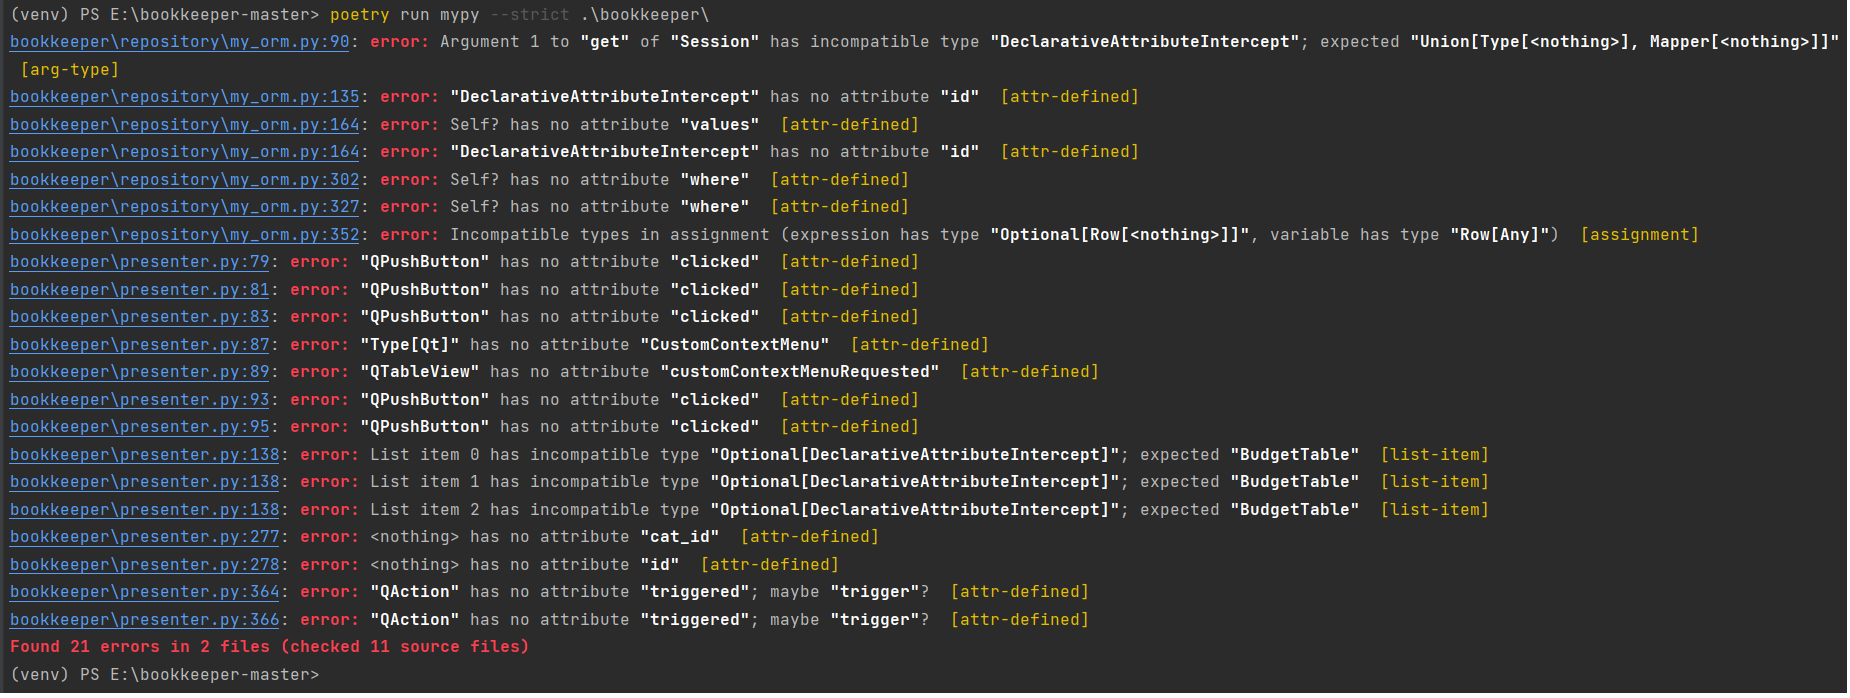 (venv) PS E:\bookkeeper-master> poetry run mypy --strict .\bookkeeper\
bookkeeper\repository\my_orm.py:90: error: Argument 1 to "get" of "Session" has incompatible type "DeclarativeAttributeIntercept"; expected "Union[Type[<nothing>], Mapper[<nothing>]]"
[arg-type]
bookkeeper\repository\my_orm.py:135: error: "DeclarativeAttributeIntercept" has no attribute "id"  [attr-defined]
bookkeeper\repository\my_orm.py:164: error: Self? has no attribute "values"  [attr-defined]
bookkeeper\repository\my_orm.py:164: error: "DeclarativeAttributeIntercept" has no attribute "id"  [attr-defined]
bookkeeper\repository\my_orm.py:302: error: Self? has no attribute "where"  [attr-defined]
bookkeeper\repository\my_orm.py:327: error: Self? has no attribute "where"  [attr-defined]
bookkeeper\repository\my_orm.py:352: error: Incompatible types in assignment (expression has type "Optional[Row[<nothing>]]", variable has type "Row[Any]")  [assignment]
bookkeeper\presenter.py:79: error: "QPushButton" has no attribute "clicked"  [attr-defined]
bookkeeper\presenter.py:81: error: "QPushButton" has no attribute "clicked"  [attr-defined]
bookkeeper\presenter.py:83: error: "QPushButton" has no attribute "clicked"  [attr-defined]
bookkeeper\presenter.py:87: error: "Type[Qt]" has no attribute "CustomContextMenu"  [attr-defined]
bookkeeper\presenter.py:89: error: "QTableView" has no attribute "customContextMenuRequested"  [attr-defined]
bookkeeper\presenter.py:93: error: "QPushButton" has no attribute "clicked"  [attr-defined]
bookkeeper\presenter.py:95: error: "QPushButton" has no attribute "clicked"  [attr-defined]
bookkeeper\presenter.py:138: error: List item 0 has incompatible type "Optional[DeclarativeAttributeIntercept]"; expected "BudgetTable"  [list-item]
bookkeeper\presenter.py:138: error: List item 1 has incompatible type "Optional[DeclarativeAttributeIntercept]"; expected "BudgetTable"  [list-item]
bookkeeper\presenter.py:138: error: List item 2 has incompatible type "Optional[DeclarativeAttributeIntercept]"; expected "BudgetTable"  [list-item]
bookkeeper\presenter.py:277: error: <nothing> has no attribute "cat_id"  [attr-defined]
bookkeeper\presenter.py:278: error: <nothing> has no attribute "id"  [attr-defined]
bookkeeper\presenter.py:364: error: "QAction" has no attribute "triggered"; maybe "trigger"?  [attr-defined]
bookkeeper\presenter.py:366: error: "QAction" has no attribute "triggered"; maybe "trigger"?  [attr-defined]
Found 21 errors in 2 files (checked 11 source files)
(venv) PS E:\bookkeeper-master>